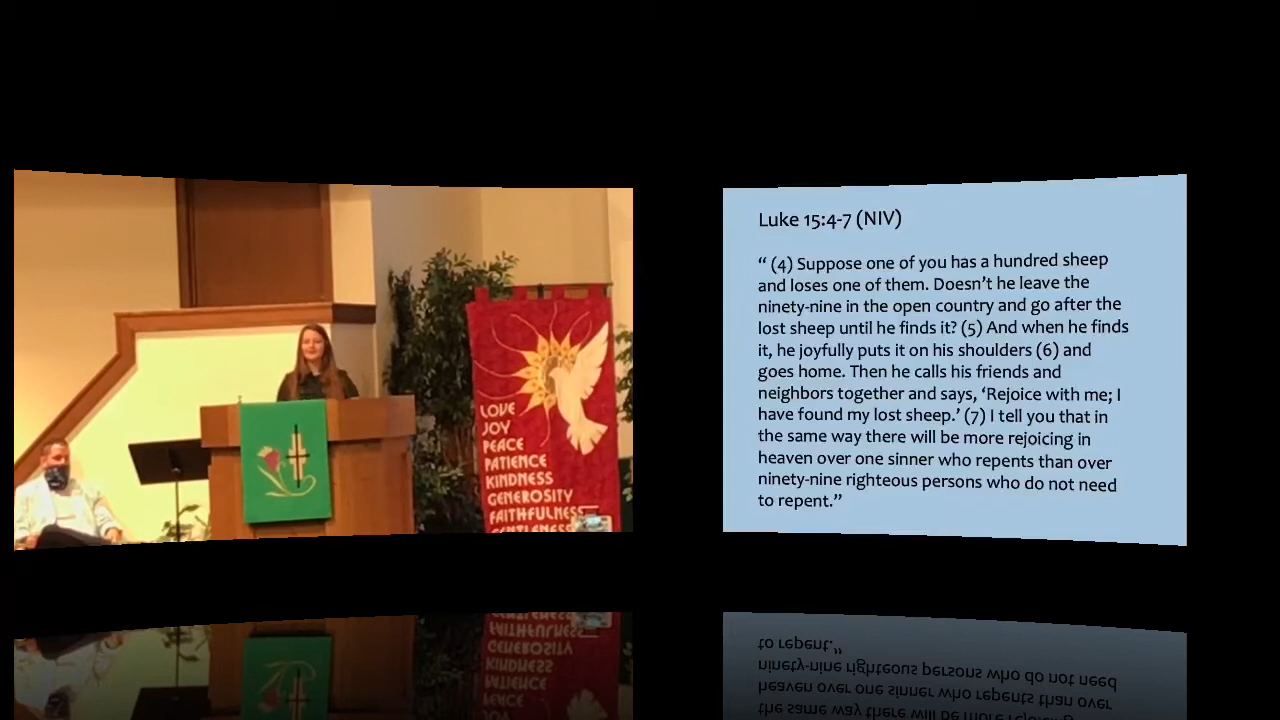 LOVE
JOY
PEACE
PATIENCE
KINDNESS
GENEROSITY
FAITHFULNESS
GENTLENESS
Luke 15:4-7 (NIV)
“ (4) Suppose one of you has a hundred sheep
and loses one of them. Doesn’t he leave the
ninety-nine in the open country and go after the
lost sheep until he finds it? (5) And when he finds
it, he joyfully puts it on his shoulders (6) and
goes home. Then he calls his friends and
neighbors together and says, ‘Rejoice with me; I
have found my lost sheep.’ (7) I tell you that in
the same way there will be more rejoicing in
heaven over one sinner who repents than over
ninety-nine righteous persons who do not need
to repent.”